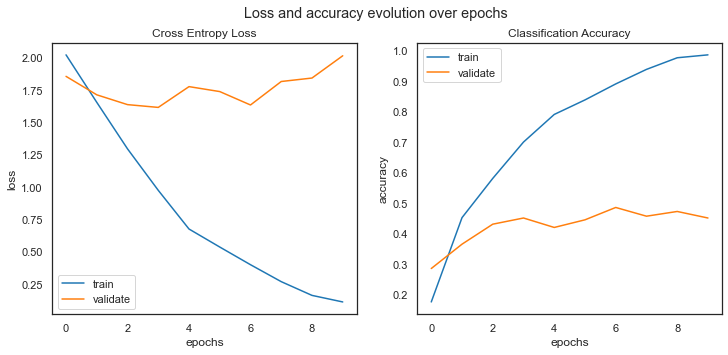 Loss and accuracy evolution over epochs
Cross Entropy Loss
2.00
1.75
1.50
1.25
1.00
0.75
0.50
0.25
loss
train
validate
0 2 4 6 8
epochs
Classification Accuracy
1.0
0.9
0.8
0.7
0.6
0.5
0.4
0.3
0.2
accuracy
train
validate
0 2 4 6 8
epochs